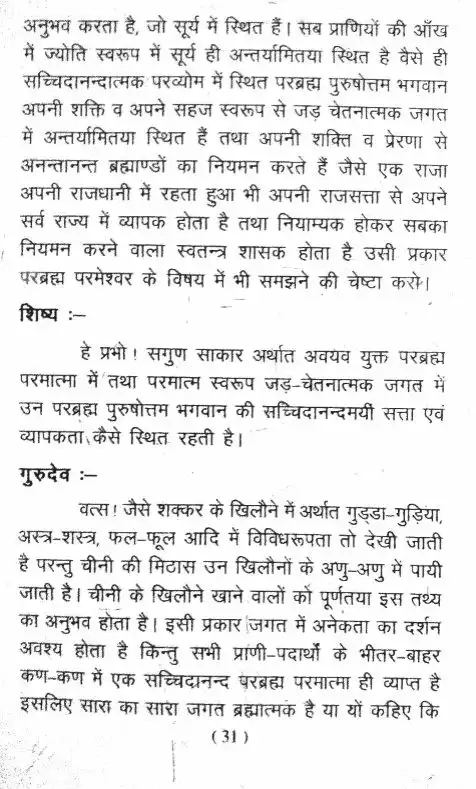 अनुभव करता है, जो सूर्य में स्थित हैं। सब प्राणियों की आँख
में ज्योति स्वरूप में सूर्य ही अन्तर्यामितया स्थित है वैसे ही
सच्चिदानन्दात्मक परव्योम में स्थित परब्रह्म पुरुषोत्तम भगवान
अपनी शक्ति व अपने सहज स्वरूप से जड़ चेतनात्मक जगत
में अन्तर्यामितया स्थित हैं तथा अपनी शक्ति व प्रेरणा से
अनन्तानन्त ब्रह्माण्डों का नियमन करते हैं जैसे एक राजा
अपनी राजधानी में रहता हुआ भी अपनी राजसत्ता से अपने
सर्व राज्य में व्यापक होता है तथा नियाम्यक होकर सबका
नियमन करने वाला स्वतन्त्र शासक होता है उसी प्रकार
परब्रह्म परमेश्वर के विषय में भी समझने की चेष्टा करो।
शिष्य :–
हे प्रभो! सगुण साकार अर्थात अवयव युक्त परब्रह्म
परमात्मा में तथा परमात्म स्वरूप जड़-चेतनात्मक जगत में
उन परब्रह्म पुरुषोत्तम भगवान की सच्चिदानन्दमयी सत्ता एवं
व्यापकता कैसे स्थित रहती है।
गुरुदेव :–
वत्स! जैसे शक्कर के खिलौने में अर्थात गुड्डा-गुड़िया,
अस्त्र-शस्त्र, फल-फूल आदि में विविधरूपता तो देखी जाती
है परन्तु चीनी की मिठास उन खिलौनों के अणु-अणु में पायी
जाती है। चीनी के खिलौने खाने वालों को पूर्णतया इस तथ्य
का अनुभव होता है। इसी प्रकार जगत में अनेकता का दर्शन
अवश्य होता है किन्तु सभी प्राणी-पदार्थों के भीतर-बाहर
कण-कण में एक सच्चिदानन्द परब्रह्म परमात्मा ही व्याप्त है
इसलिए सारा का सारा जगत ब्रह्मात्मक है या यों कहिए कि
(31)